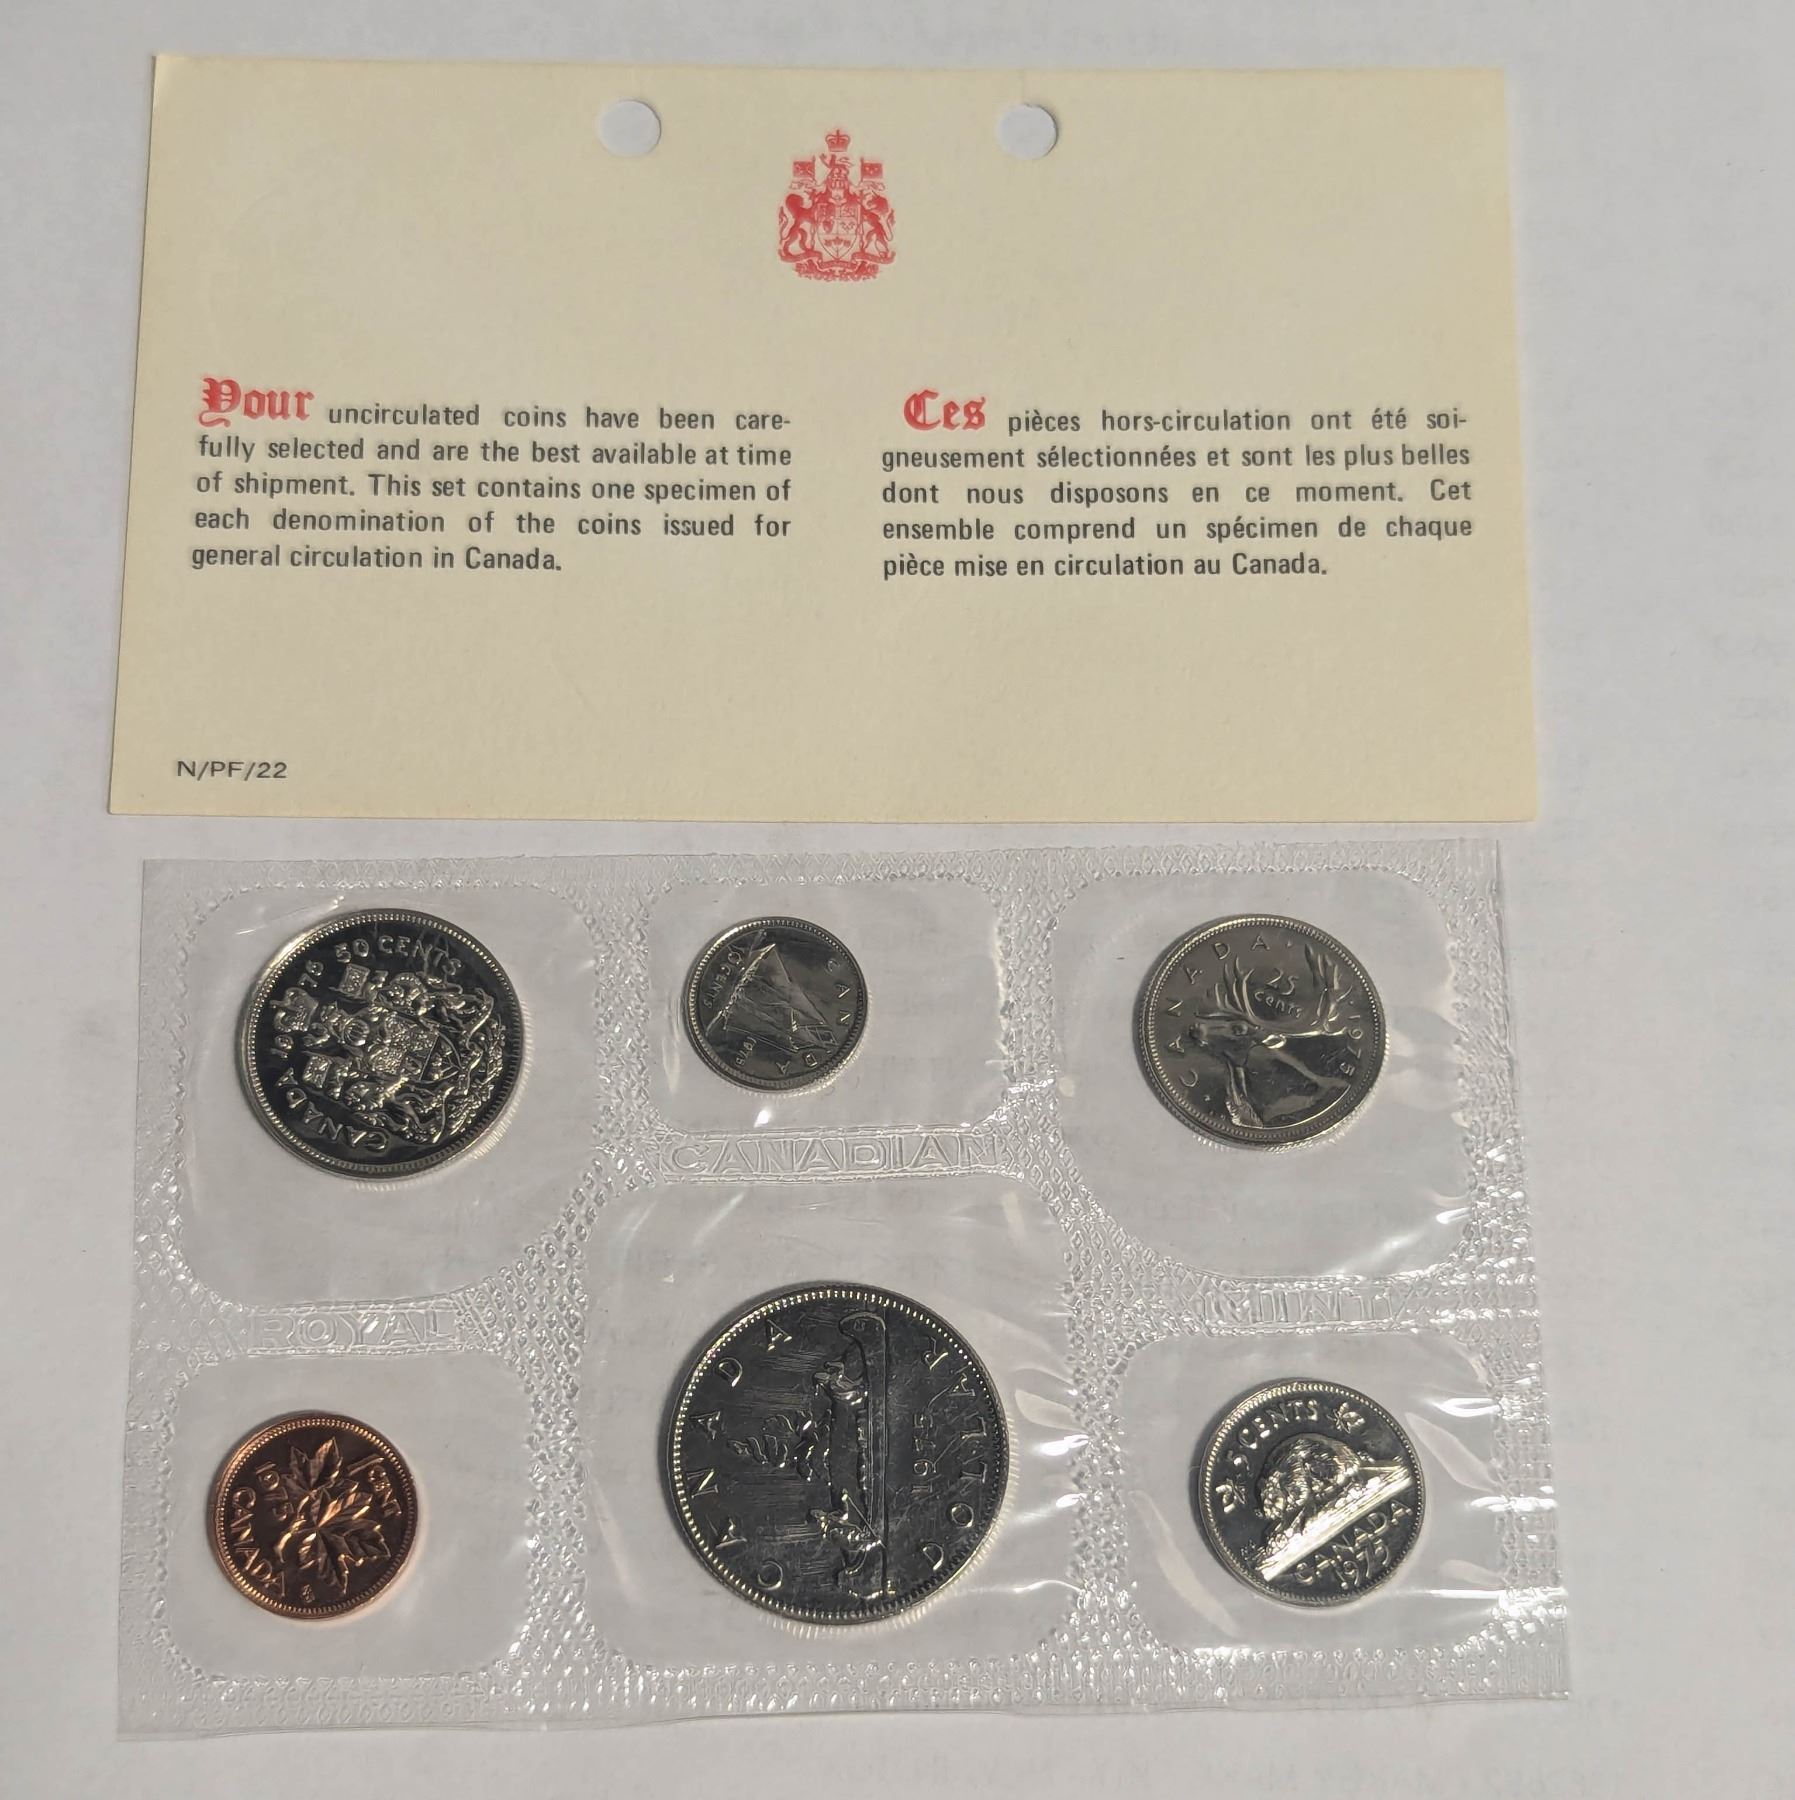 Your uncirculated coins have been care-
fully selected and are the best available at time
of shipment. This set contains one specimen of
each denomination of the coins issued for
general circulation in Canada.
Ces pièces hors-circulation ont été soi-
gneusement sélectionnées et sont les plus belles
dont nous disposons en ce moment. Cet
ensemble comprend un spécimen de chaque
pièce mise en circulation au Canada.
N/PF/22
CANADA 1976 50 CENTS
CANADA
10 CENTS
CANADA · 1975
25
cents
CANADIAN
ROYAL
MINT
1 CENT
1975
CANADA
CANADA
1975
DOLLAR
5 CENTS
CANADA
1975